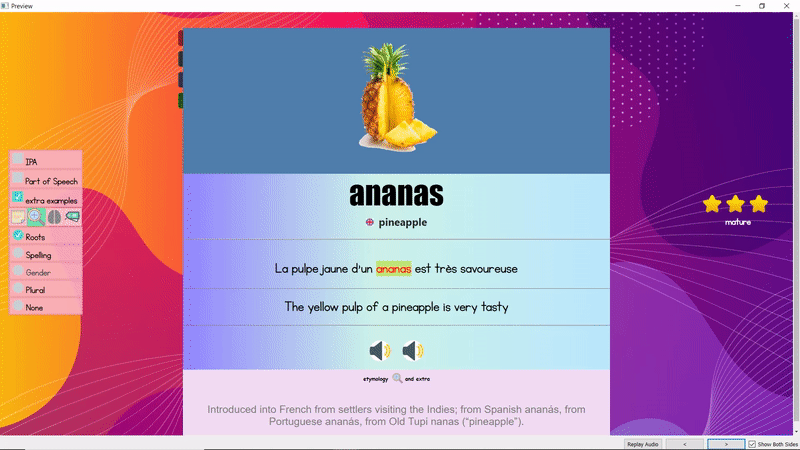 Preview
IPA
Part of Speech
extra examples
Roots
Spelling
Gender
Plural
None
ananas
pineapple
La pulpe jaune d'un ananas est très savoureuse
The yellow pulp of a pineapple is very tasty
etymology and extra
Introduced into French from settlers visiting the Indies; from Spanish ananás, from
Portuguese ananás, from Old Tupi nanas (“pineapple”).
mature
Replay Audio
<
>
Show Both Sides